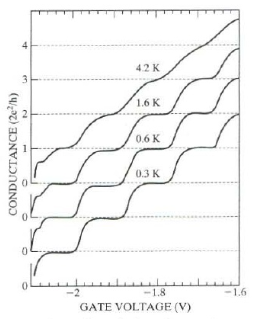 CONDUCTANCE (2e²/h)
4
3
2
1
0
0
0
0
4.2 K
1.6 K
0.6 K
0.3 K
−2
−1.8
−1.6
GATE VOLTAGE (V)